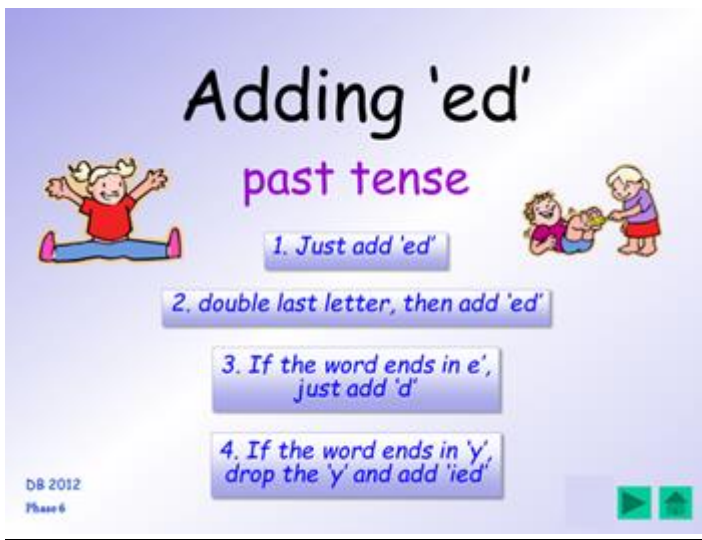 Adding ‘ed’
past tense
1. Just add ‘ed’
2. double last letter, then add ‘ed’
3. If the word ends in e’,
just add ‘d’
4. If the word ends in ‘y’,
drop the ‘y’ and add ‘ied’
DB 2012
Phase 6